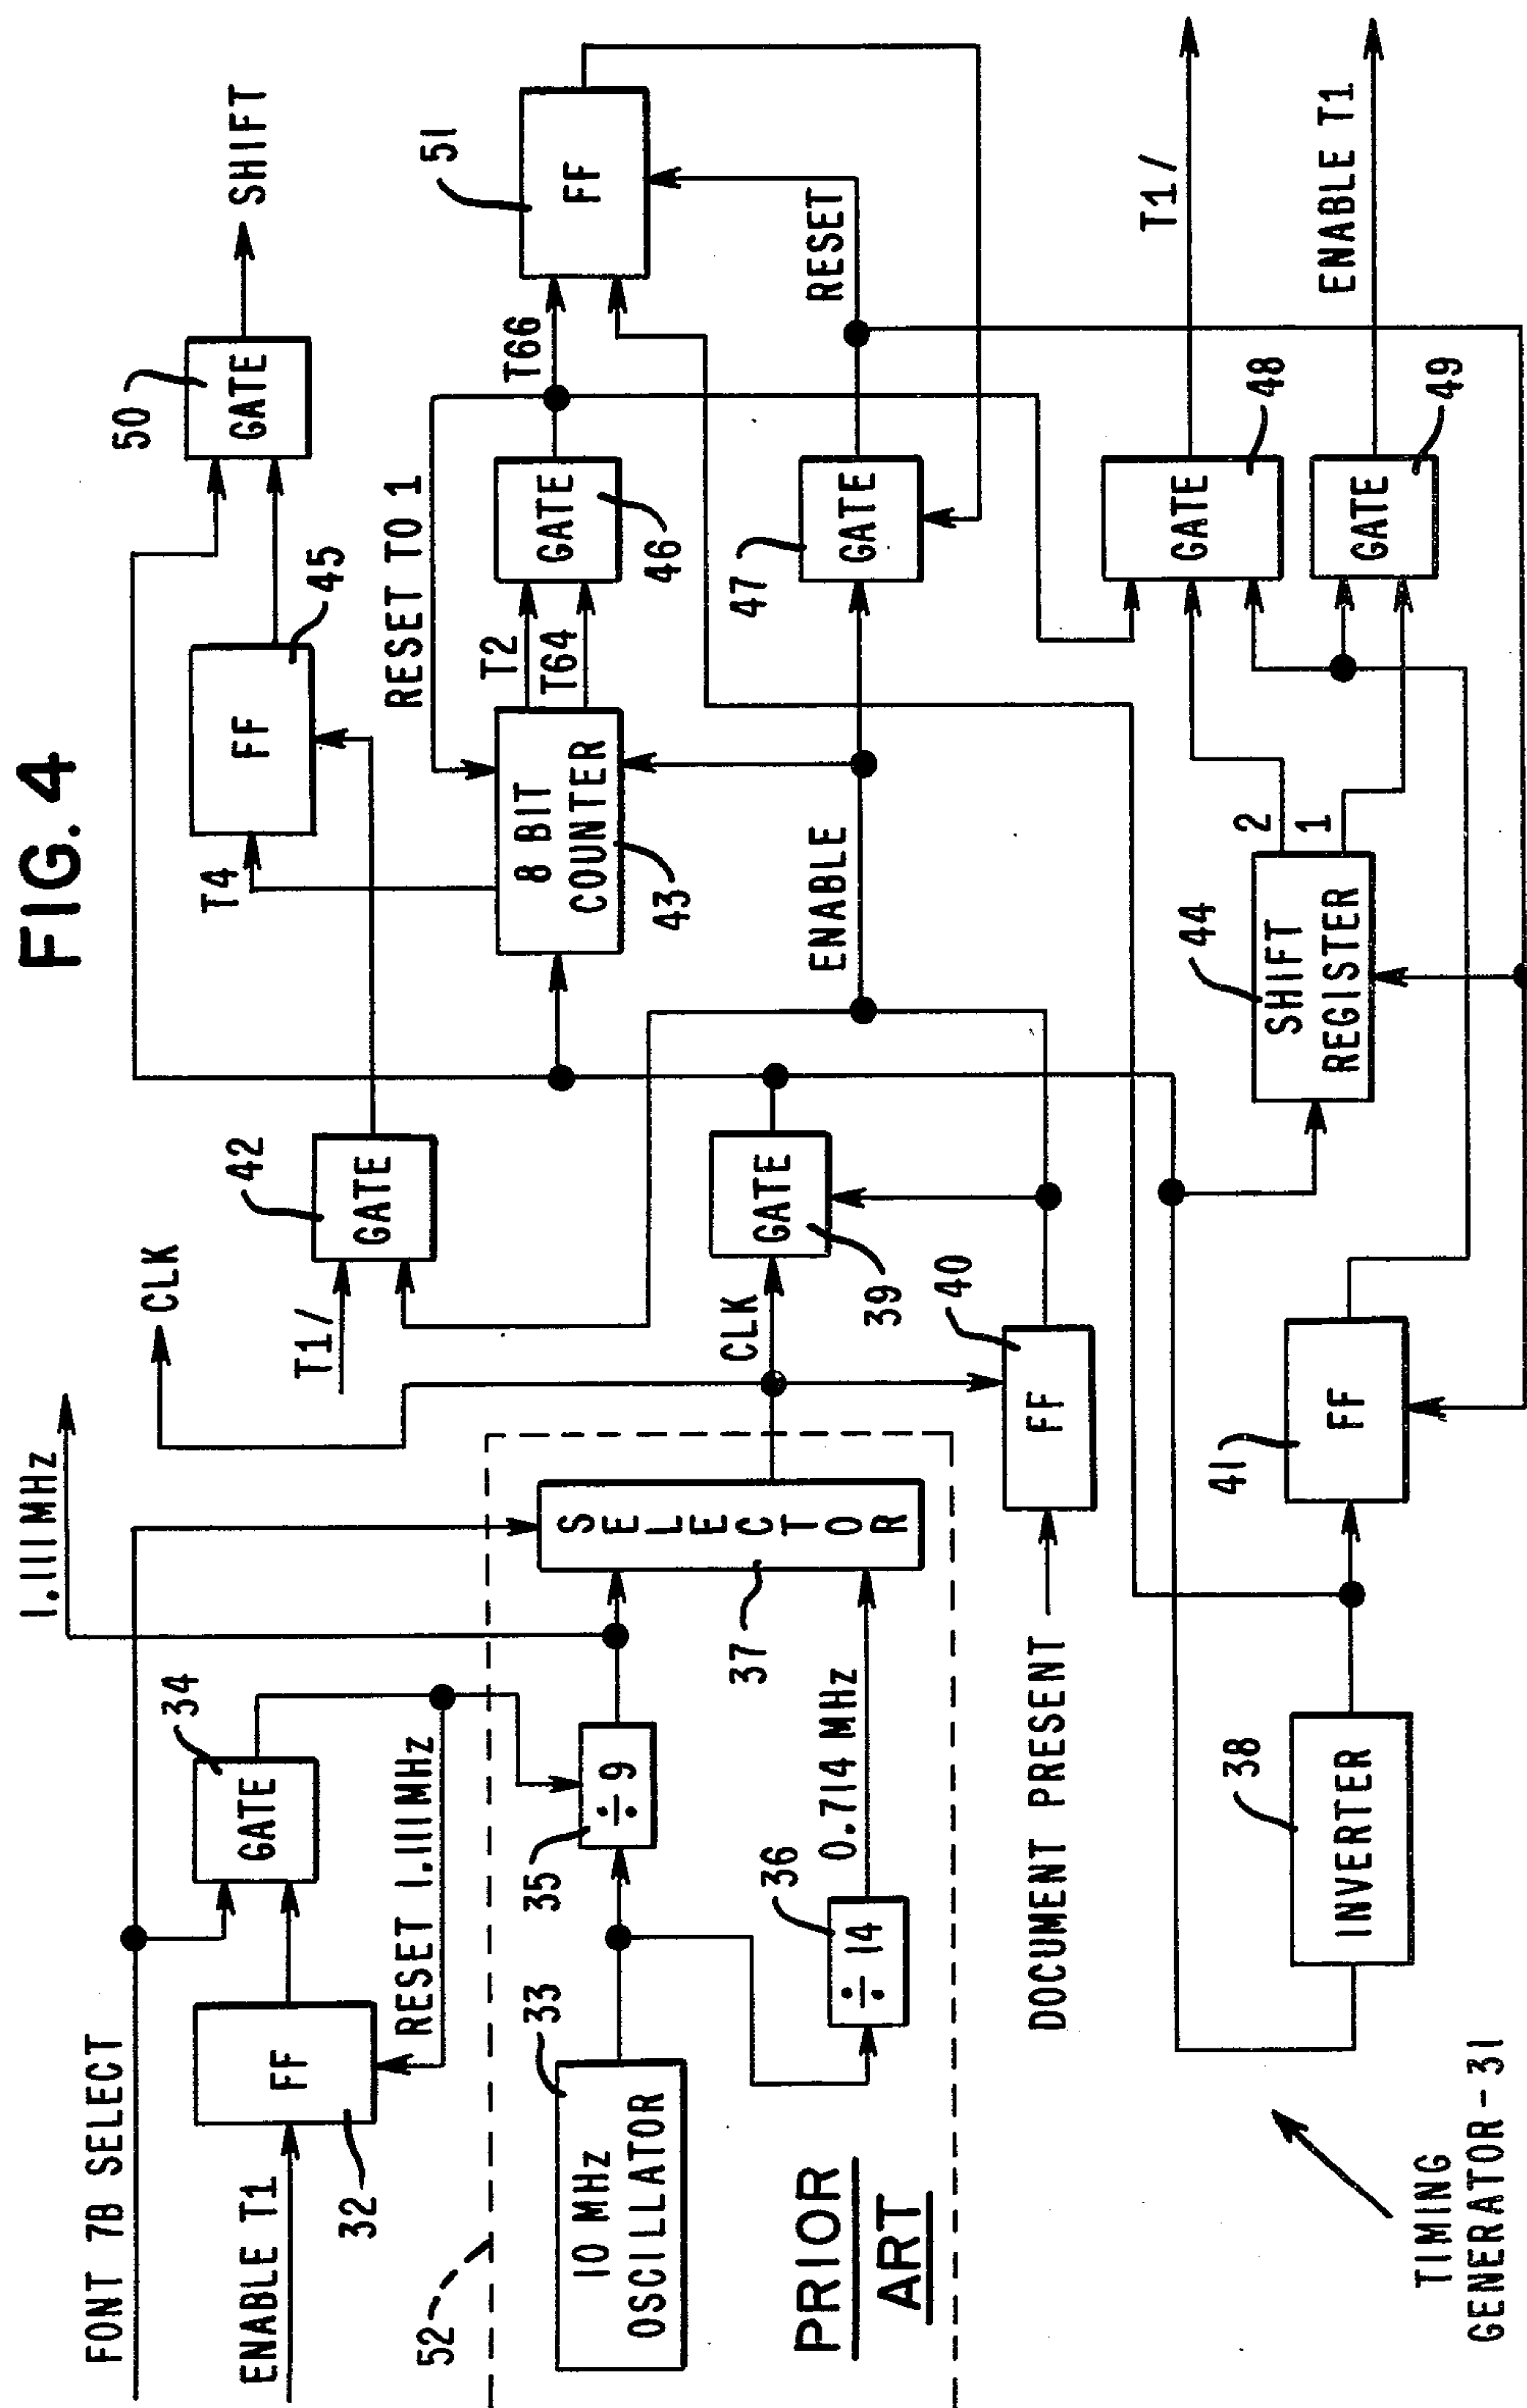 FIG. 4
FONT 7B SELECT
ENABLE T1
FF
32
GATE
34
RESET 1.111MHz
1.111MHz
52
10 MHz
OSCILLATOR
33
÷ 9
35
÷ 14
36
0.714 MHz
SELECTOR
37
PRIOR
ART
CLK
CLK
T1/
GATE
42
GATE
39
FF
40
DOCUMENT PRESENT
T4
FF
45
GATE
50
SHIFT
RESET TO 1
8 BIT
COUNTER
43
T2
T64
GATE
46
T66
FF
51
ENABLE
GATE
47
RESET
INVERTER
38
FF
41
SHIFT
REGISTER
44
2
1
GATE
48
T1/
GATE
49
ENABLE T1
TIMING
GENERATOR-31